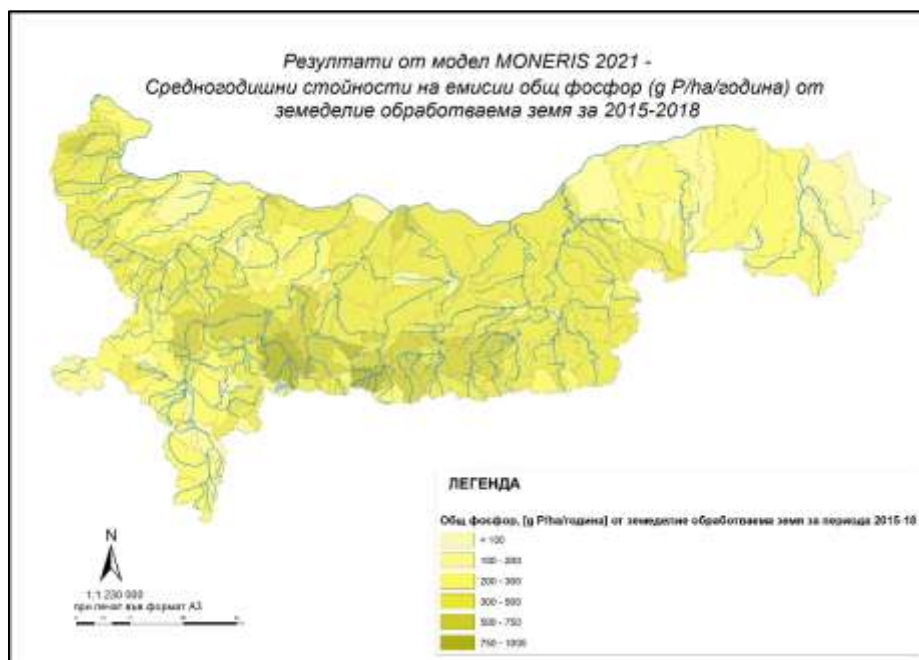 Резултати от модел MONERIS 2021 -
Средногодишни стойности на емисии общ фосфор (g P/ha/година) от
земеделие обработваема земя за 2015-2018
ЛЕГЕНДА
Общ фосфор, [g P/ha/година] от земеделие обработваема земя за периода 2015-18
< 100
100 - 200
200 - 300
300 - 500
500 - 750
750 - 1000
N
1:1 230 000
при печат във формат А3